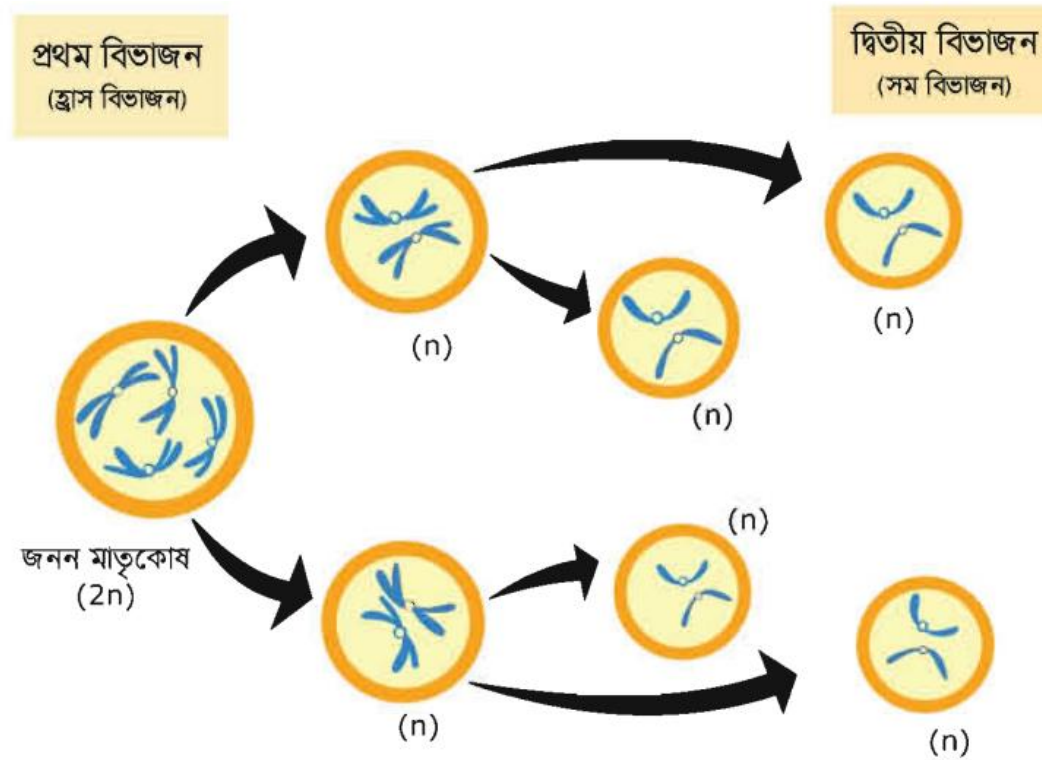 প্রথম বিভাজন
(হ্রাস বিভাজন)
দ্বিতীয় বিভাজন
(সম বিভাজন)
(n)
(n)
(n)
জনন মাতৃকোষ
(2n)
(n)
(n)
(n)